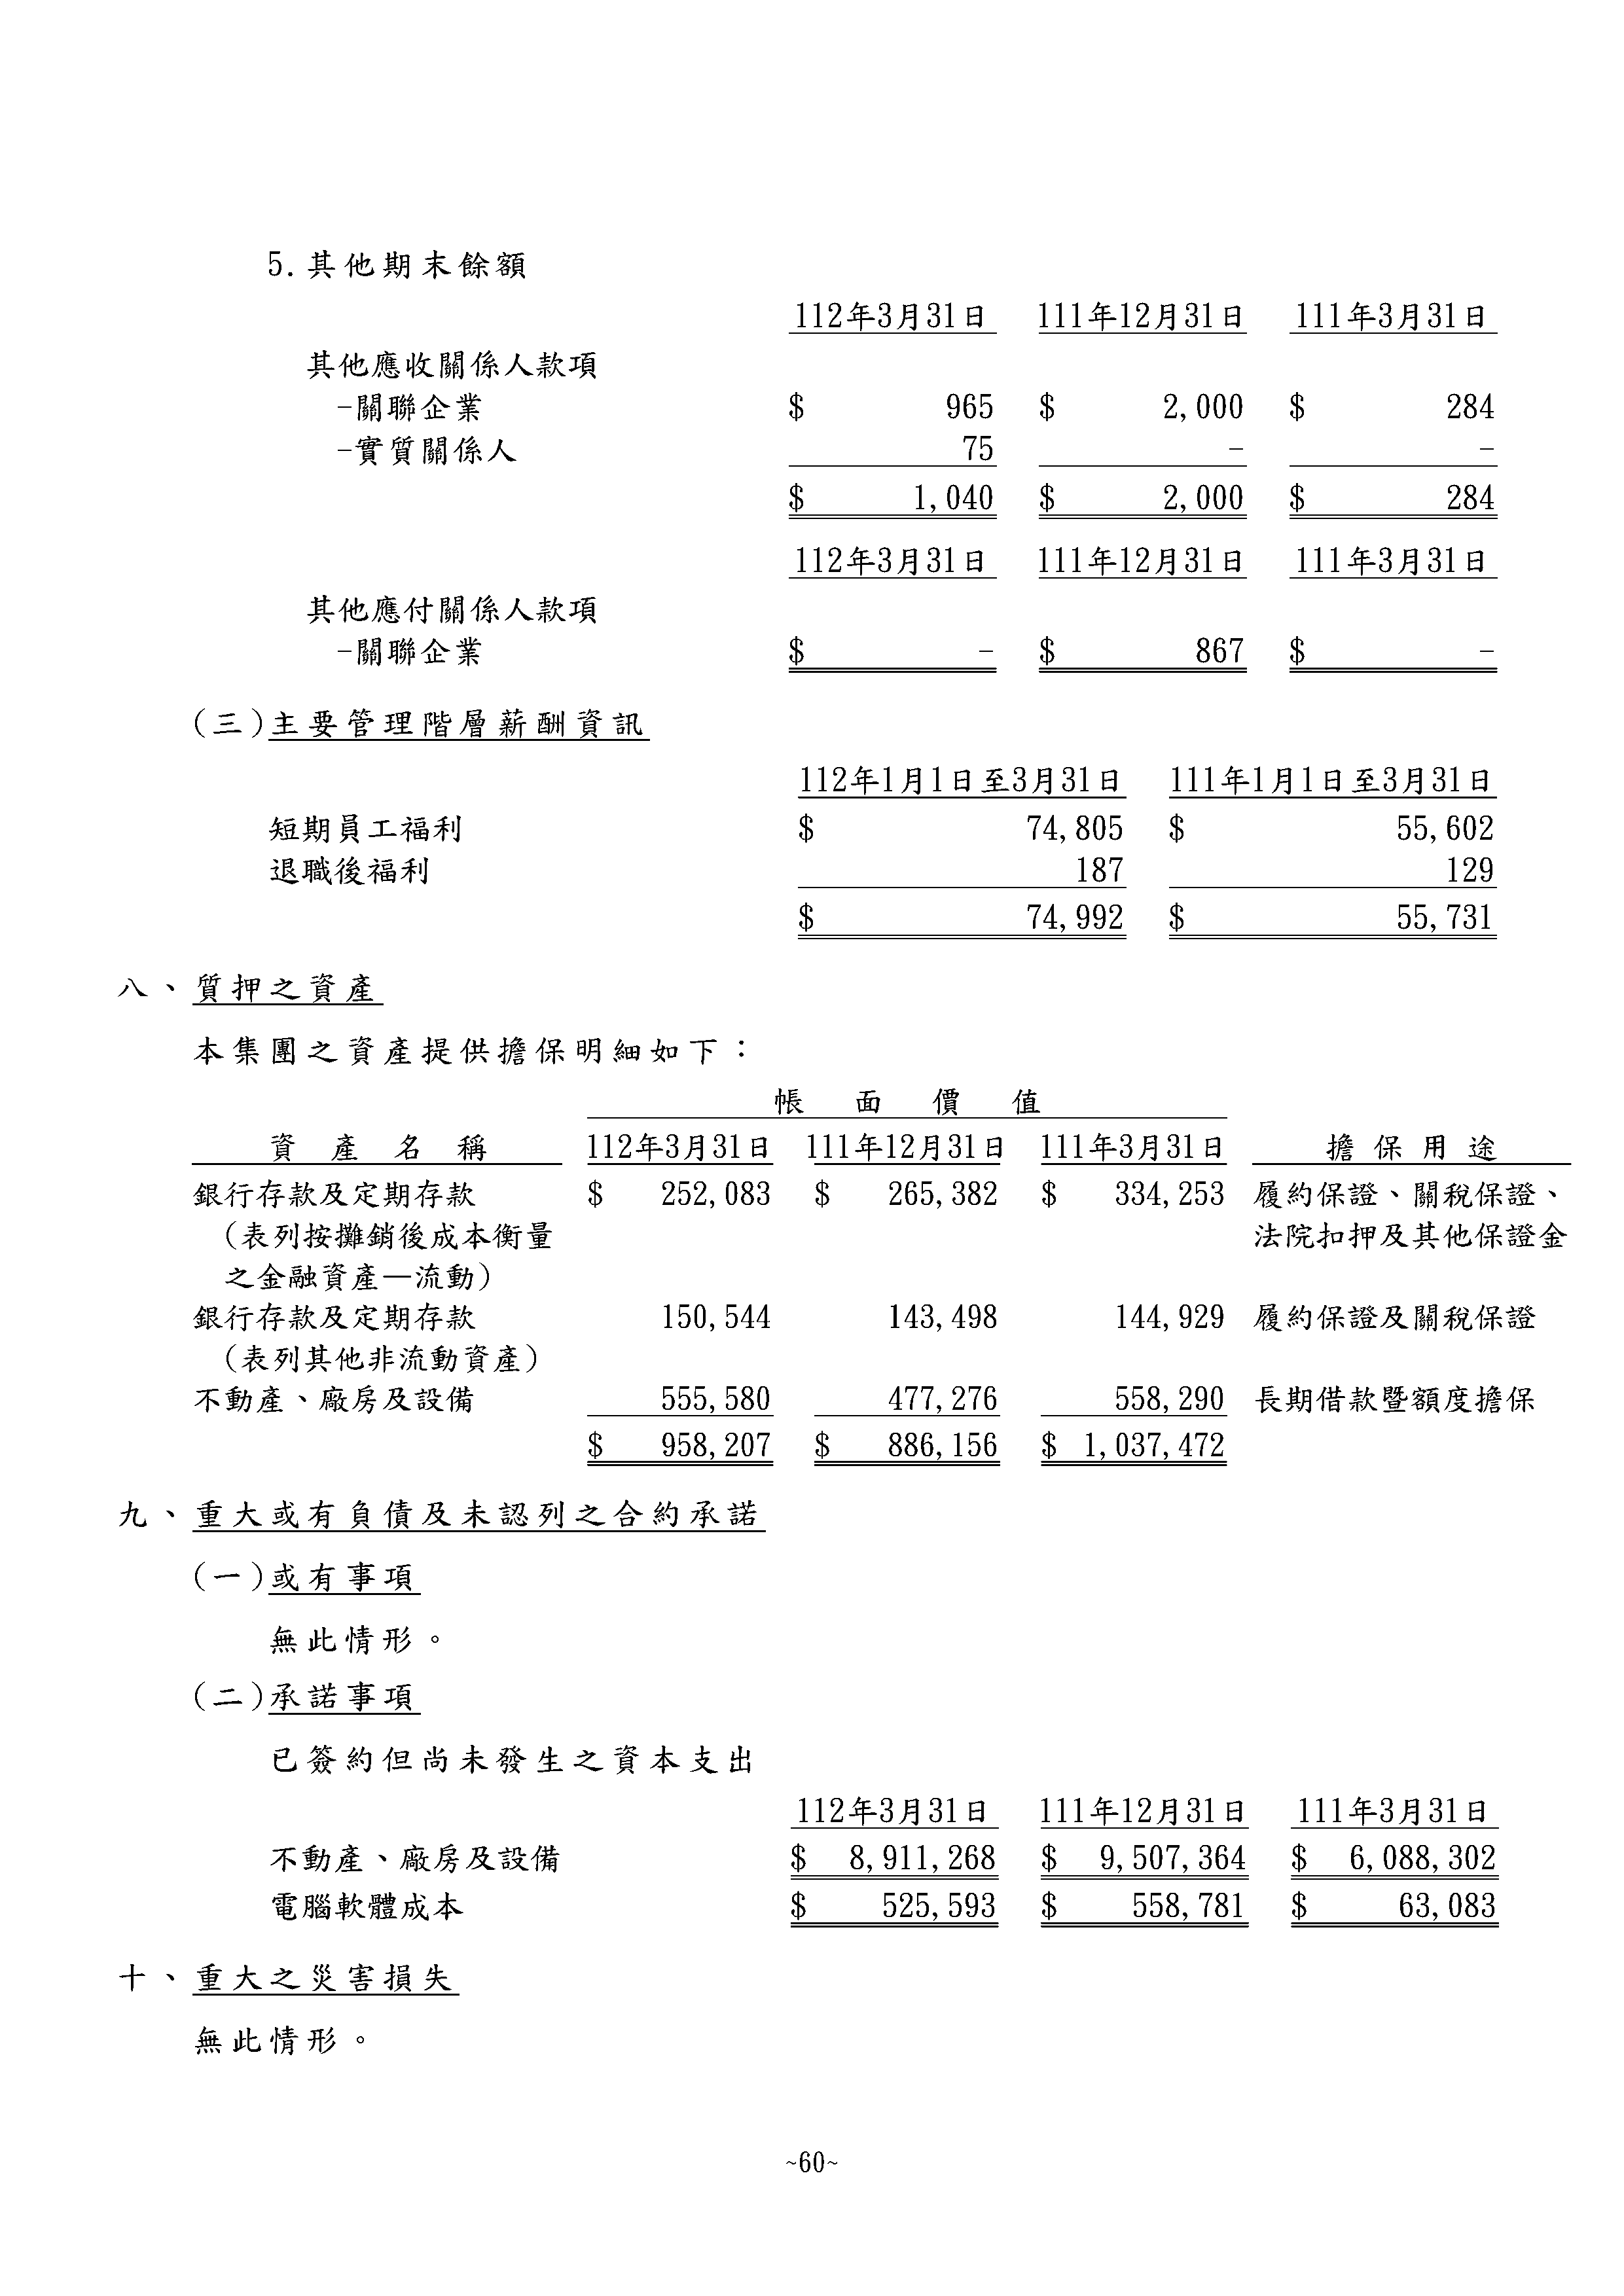 5.其他期末餘額
112年3月31日 111年12月31日 111年3月31日
其他應收關係人款項
-關聯企業 $ 965 $ 2,000 $ 284
-實質關係人 75 - -
$ 1,040 $ 2,000 $ 284
112年3月31日 111年12月31日 111年3月31日
其他應付關係人款項
-關聯企業 $ - $ 867 $ -
(三)主要管理階層薪酬資訊
112年1月1日至3月31日 111年1月1日至3月31日
短期員工福利 $ 74,805 $ 55,602
退職後福利 187 129
$ 74,992 $ 55,731
八、質押之資產
本集團之資產提供擔保明細如下：
帳面價值
資產名稱 112年3月31日 111年12月31日 111年3月31日 擔保用途
銀行存款及定期存款 $ 252,083 $ 265,382 $ 334,253 履約保證、關稅保證、
（表列按攤銷後成本衡量 法院扣押及其他保證金
之金融資產—流動）
銀行存款及定期存款 150,544 143,498 144,929 履約保證及關稅保證
（表列其他非流動資產）
不動產、廠房及設備 555,580 477,276 558,290 長期借款暨額度擔保
$ 958,207 $ 886,156 $ 1,037,472
九、重大或有負債及未認列之合約承諾
(一)或有事項
無此情形。
(二)承諾事項
已簽約但尚未發生之資本支出
112年3月31日 111年12月31日 111年3月31日
不動產、廠房及設備 $ 8,911,268 $ 9,507,364 $ 6,088,302
電腦軟體成本 $ 525,593 $ 558,781 $ 63,083
十、重大之災害損失
無此情形。
~60~